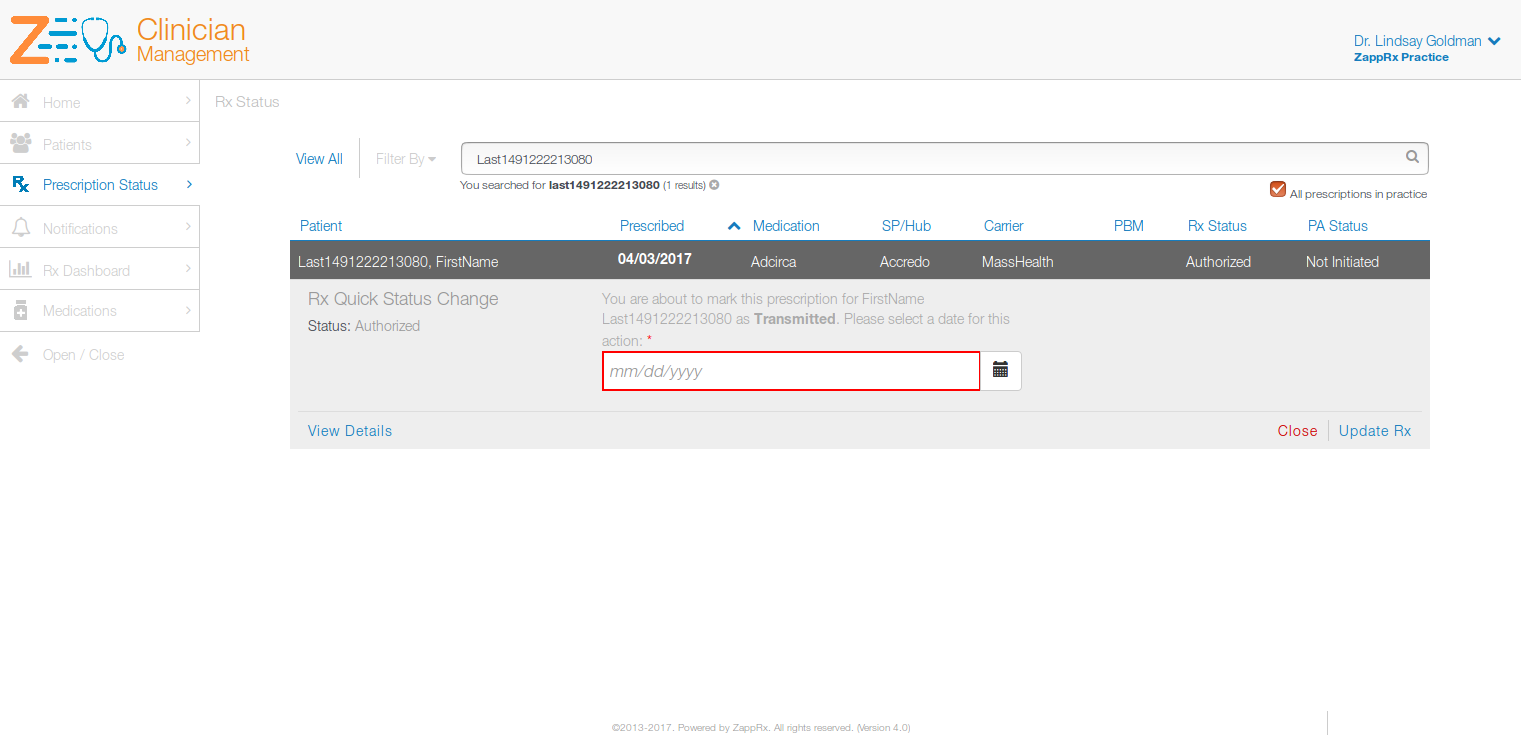 Clinician
Management
Dr. Lindsay Goldman
ZappRx Practice
Home
Patients
Prescription Status
Notifications
Rx Dashboard
Medications
Open / Close
Rx Status
View All
Filter By
Last1491222213080
You searched for last1491222213080 (1 results)
All prescriptions in practice
Patient Prescribed Medication SP/Hub Carrier PBM Rx Status PA Status
Last1491222213080, FirstName 04/03/2017 Adcirca Accredo MassHealth Authorized Not Initiated
Rx Quick Status Change
Status: Authorized
You are about to mark this prescription for FirstName
Last1491222213080 as Transmitted. Please select a date for this
action: *
mm/dd/yyyy
View Details
Close
Update Rx
©2013-2017. Powered by ZappRx. All rights reserved. (Version 4.0)